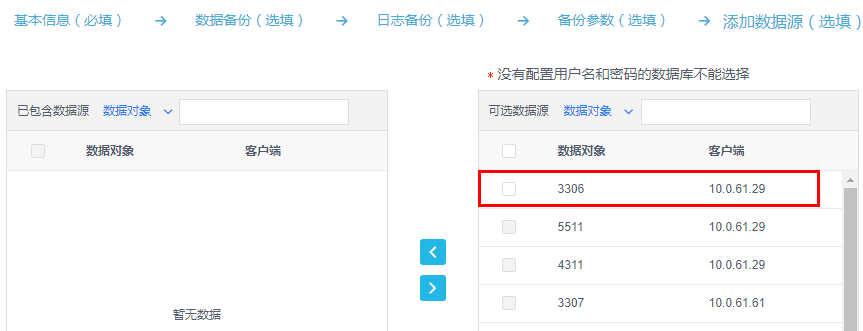 基本信息（必填） → 数据备份（选填） → 日志备份（选填） → 备份参数（选填） → 添加数据源（选填）
* 没有配置用户名和密码的数据库不能选择
已包含数据源 数据对象
数据对象 客户端
暂无数据
可选数据源 数据对象
数据对象 客户端
3306 10.0.61.29
5511 10.0.61.29
4311 10.0.61.29
3307 10.0.61.61